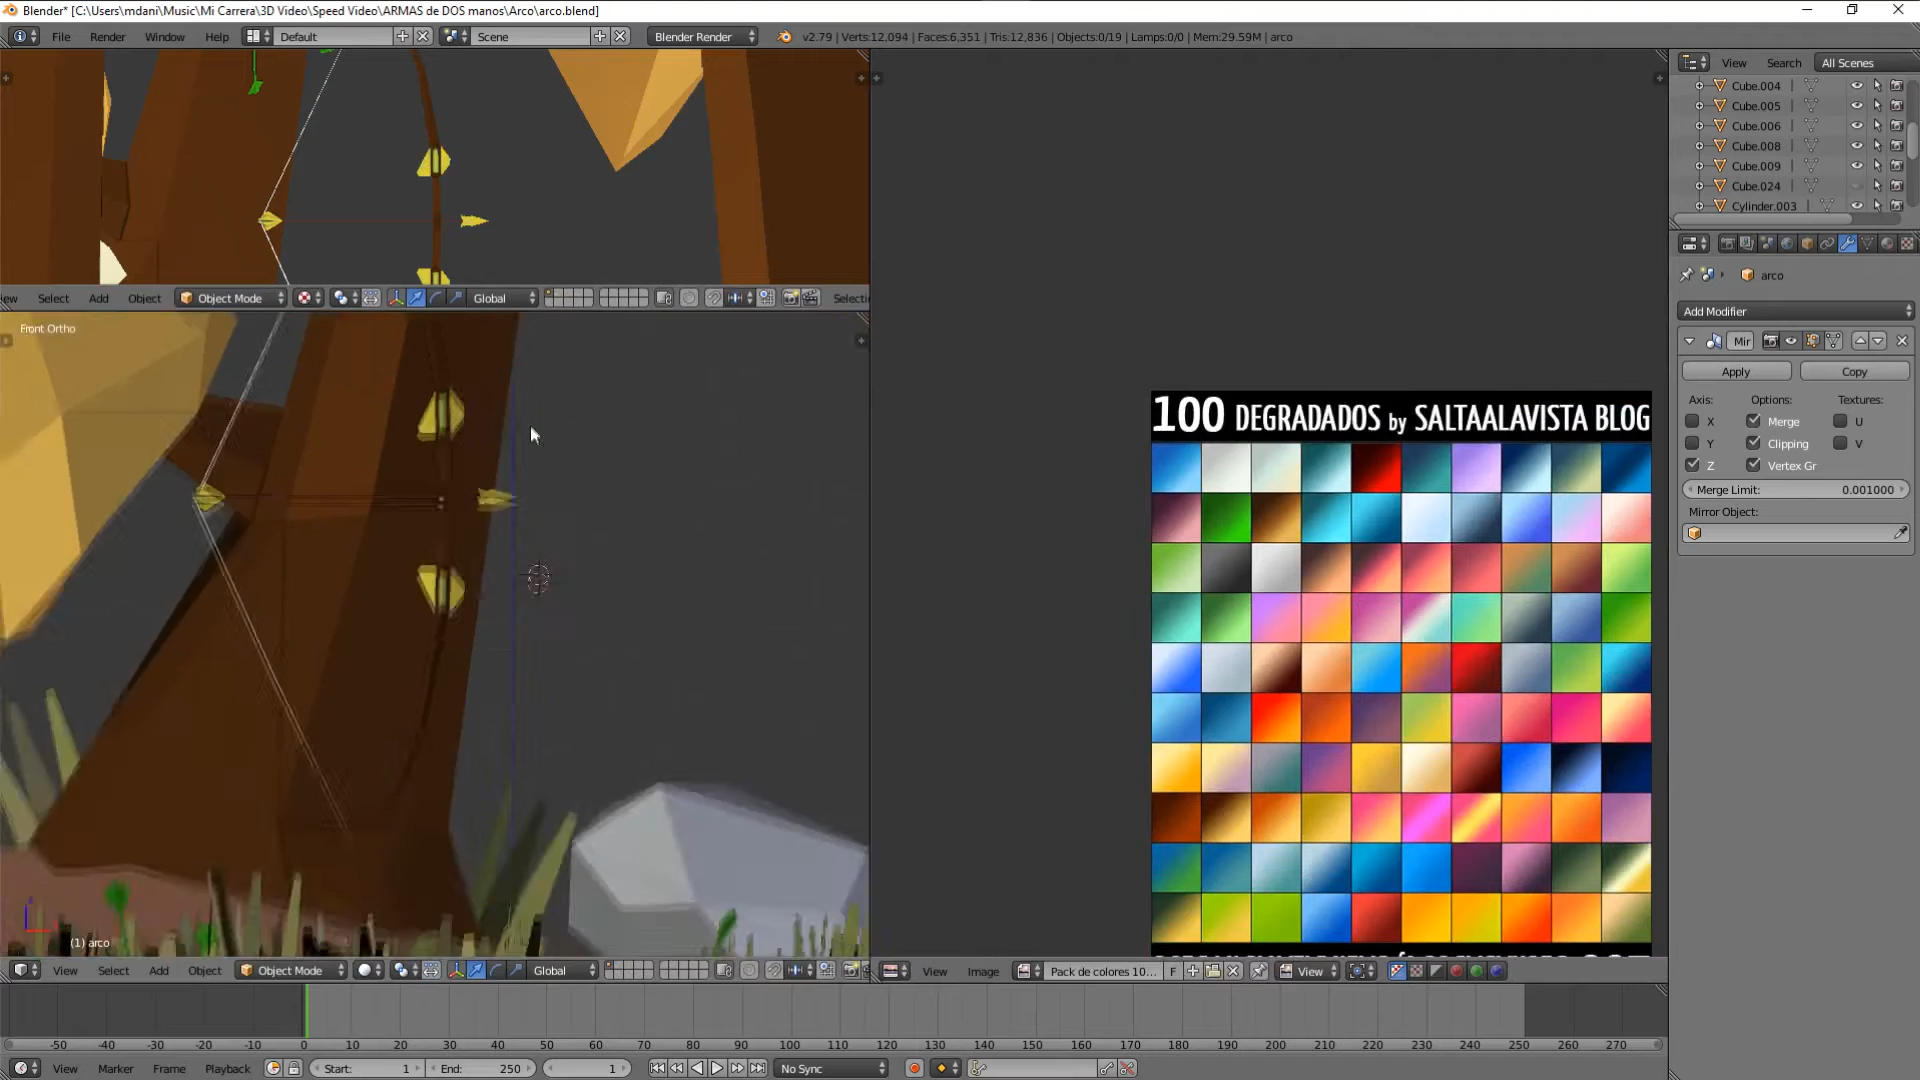 Blender* [C:\Users\mdani\Music\Mi Carrera\3D Video\Speed Video\ARMAS de DOS manos\Arco\arco.blend]
File Render Window Help Default Scene Blender Render v2.79 | Verts:12,094 | Faces:6,351 | Tris:12,836 | Objects:0/19 | Lamps:0/0 | Mem:29.59M | arco
View Search All Scenes
Cube.004
Cube.005
Cube.006
Cube.008
Cube.009
Cube.024
Cylinder.003
arco
Add Modifier
Mir
Apply Copy
Axis: Options: Textures:
X Merge U
Y Clipping V
Z Vertex Gr
Merge Limit: 0.001000
Mirror Object:
ew Select Add Object Object Mode Global Selecti
Front Ortho
(1) arco
100 DEGRADADOS by SALTAALAVISTA BLOG
View Select Add Object Object Mode Global
View Image Pack de colores 10... F View
-50 -40 -30 -20 -10 0 10 20 30 40 50 60 70 80 90 100 110 120 130 140 150 160 170 180 190 200 210 220 230 240 250 260 270
View Marker Frame Playback Start: 1 End: 250 1 No Sync